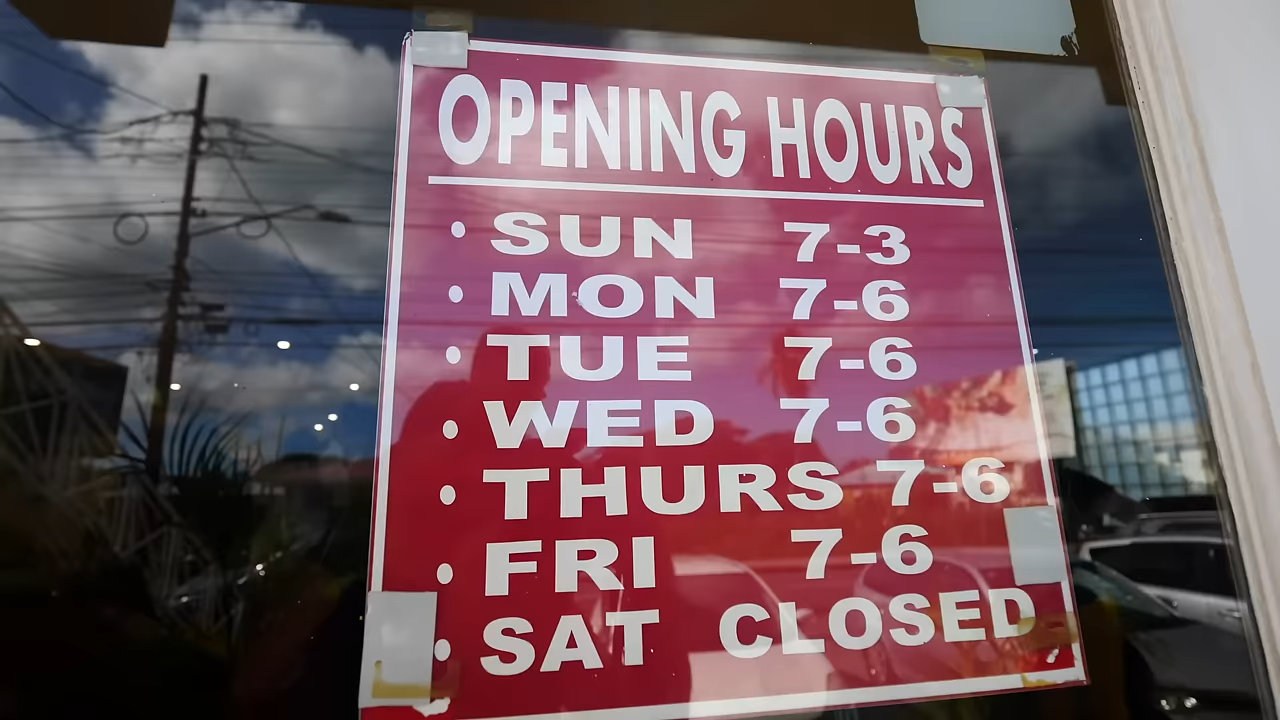 OPENING HOURS
• SUN 7-3
• MON 7-6
• TUE 7-6
• WED 7-6
• THURS 7-6
• FRI 7-6
• SAT CLOSED